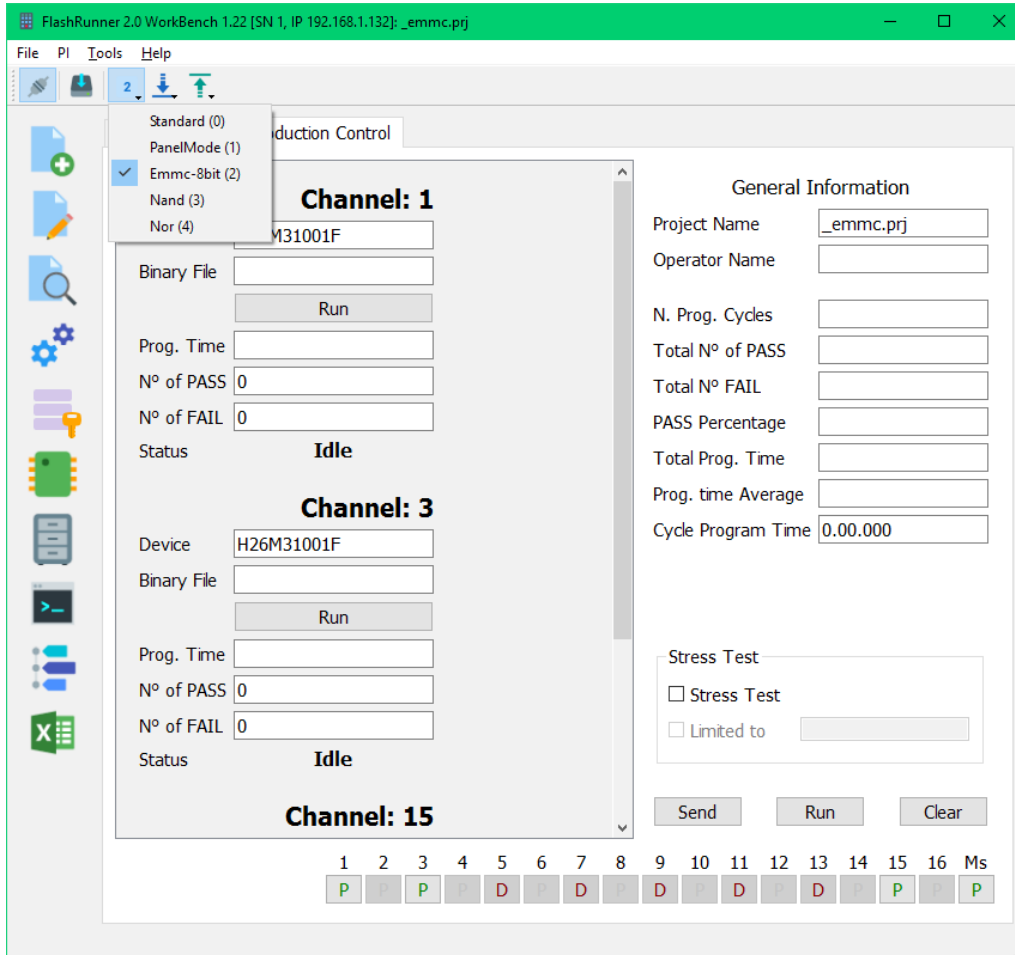 FlashRunner 2.0 WorkBench 1.22 [SN 1, IP 192.168.1.132]: _emmc.prj
File PI Tools Help
2
Standard (0)
PanelMode (1)
Emmc-8bit (2)
Nand (3)
Nor (4)
duction Control
Channel: 1
M31001F
Binary File
Run
Prog. Time
Nº of PASS 0
Nº of FAIL 0
Status Idle
Channel: 3
Device H26M31001F
Binary File
Run
Prog. Time
Nº of PASS 0
Nº of FAIL 0
Status Idle
Channel: 15
General Information
Project Name _emmc.prj
Operator Name
N. Prog. Cycles
Total Nº of PASS
Total Nº FAIL
PASS Percentage
Total Prog. Time
Prog. time Average
Cycle Program Time 0.00.000
Stress Test
Stress Test
Limited to
Send Run Clear
1 2 3 4 5 6 7 8 9 10 11 12 13 14 15 16 Ms
P P P P D P D P D P D P D P P P P